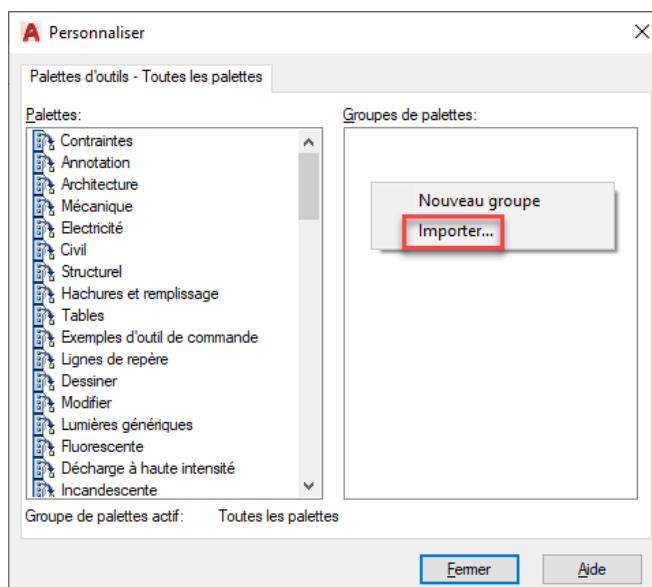 Personnaliser
Palettes d'outils - Toutes les palettes
Palettes:
Contraintes
Annotation
Architecture
Mécanique
Electricité
Civil
Structurel
Hachures et remplissage
Tables
Exemples d'outil de commande
Lignes de repère
Dessiner
Modifier
Lumières génériques
Fluorescente
Décharge à haute intensité
Incandescente
Groupes de palettes:
Nouveau groupe
Importer...
Groupe de palettes actif: Toutes les palettes
Fermer Aide